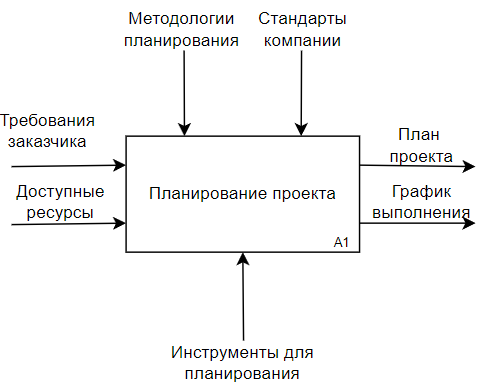 Методологии
планирования
Стандарты
компании
Требования
заказчика
Доступные
ресурсы
Планирование проекта
A1
План
проекта
График
выполнения
Инструменты для
планирования